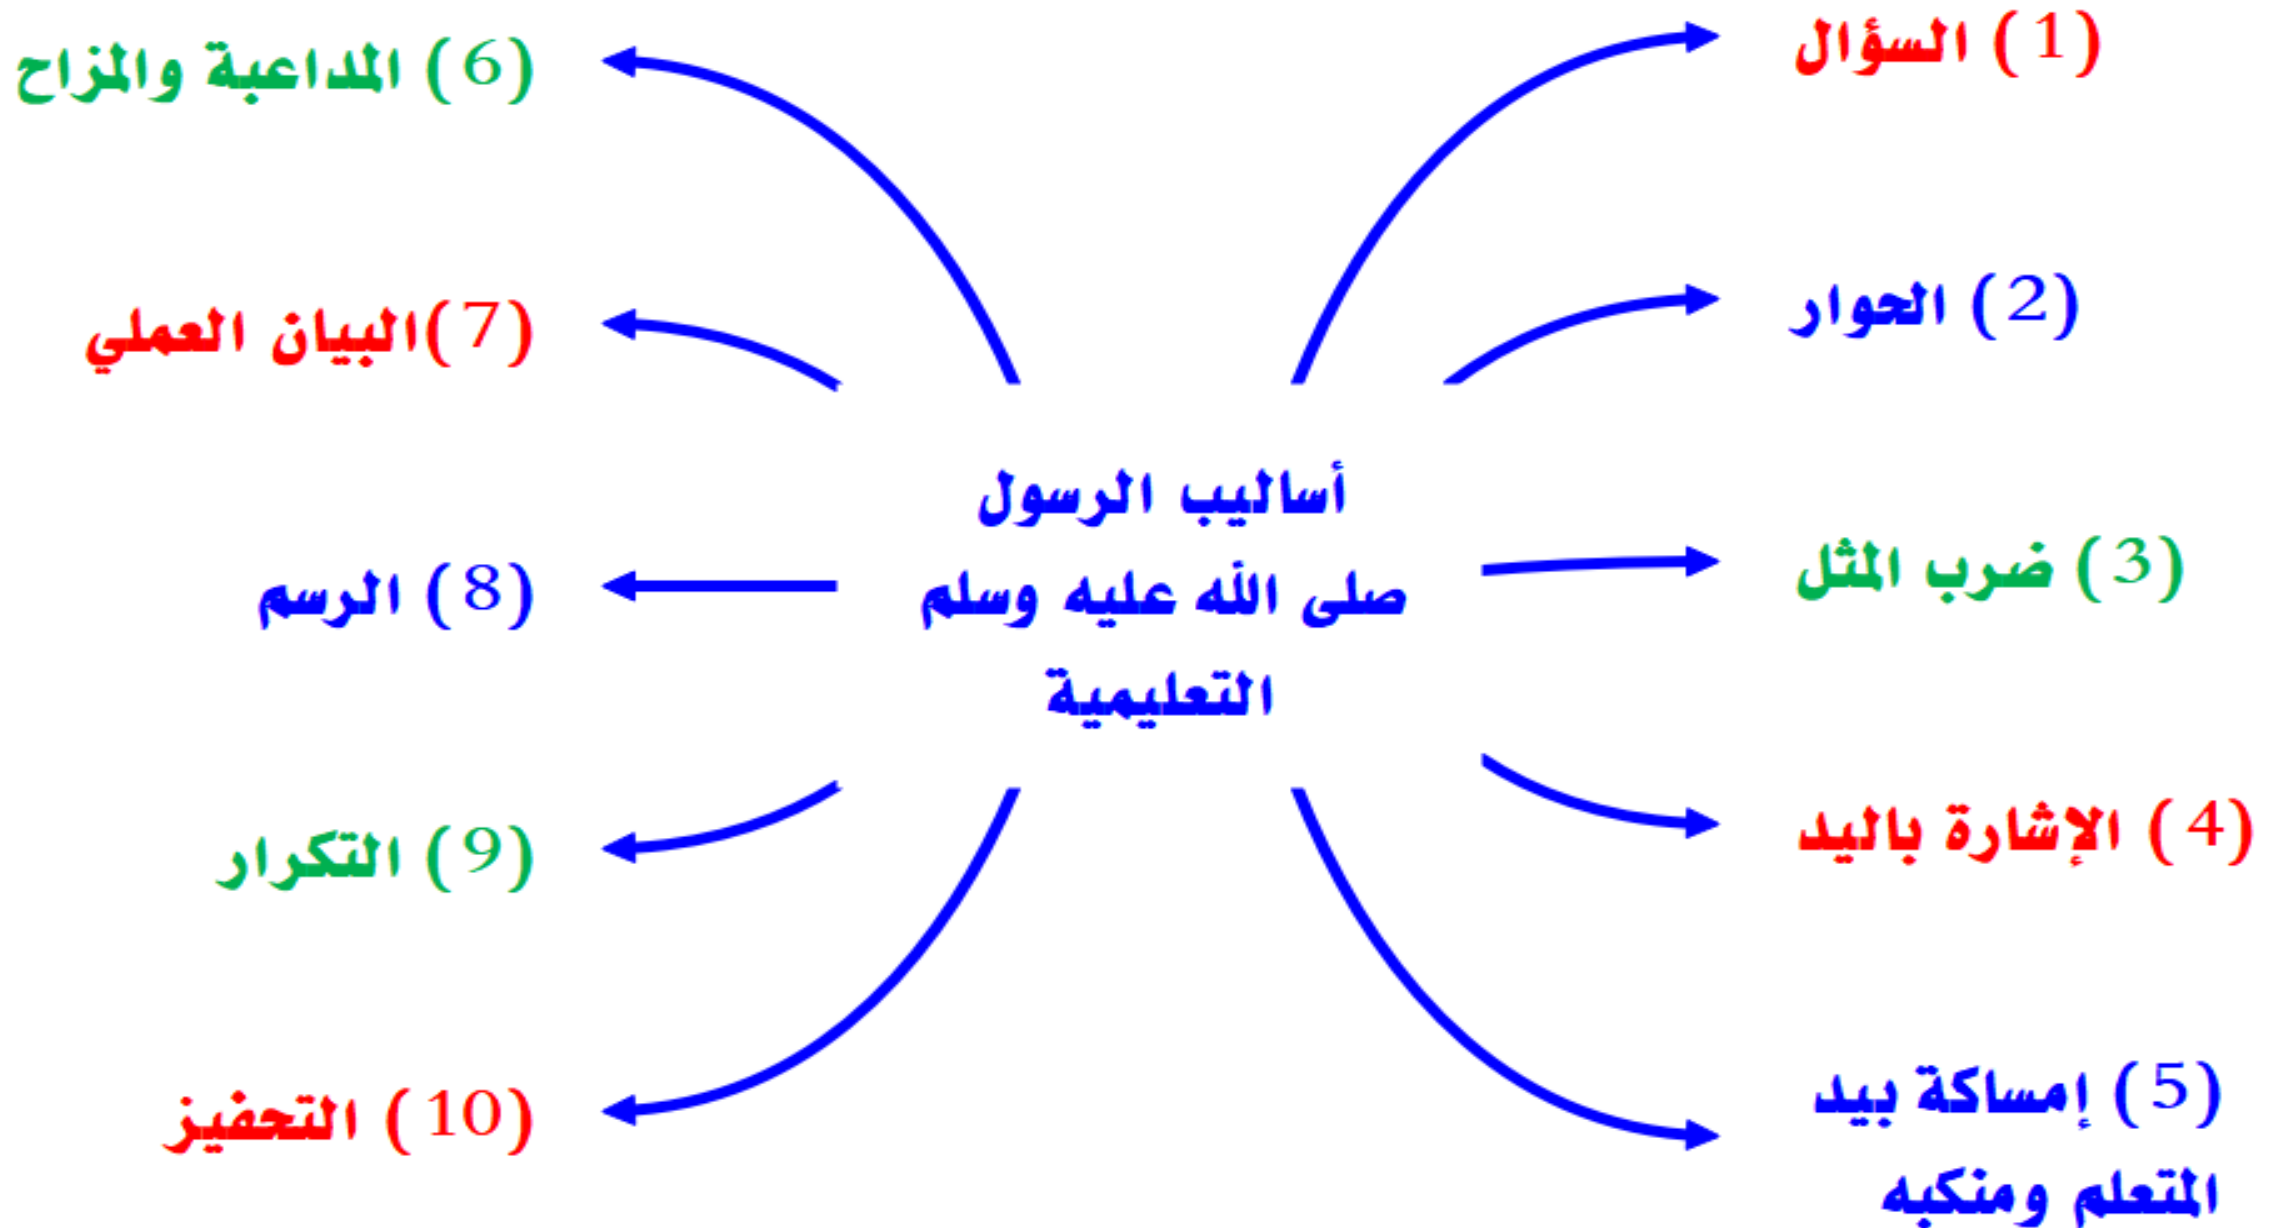 أساليب الرسول
صلى الله عليه وسلم
التعليمية
(1) السؤال
(2) الحوار
(3) ضرب المثل
(4) الإشارة باليد
(5) إمساكة بيد
المتعلم ومنكبه
(6) المداعبة والمزاح
(7)البيان العملي
(8) الرسم
(9) التكرار
(10) التحفيز